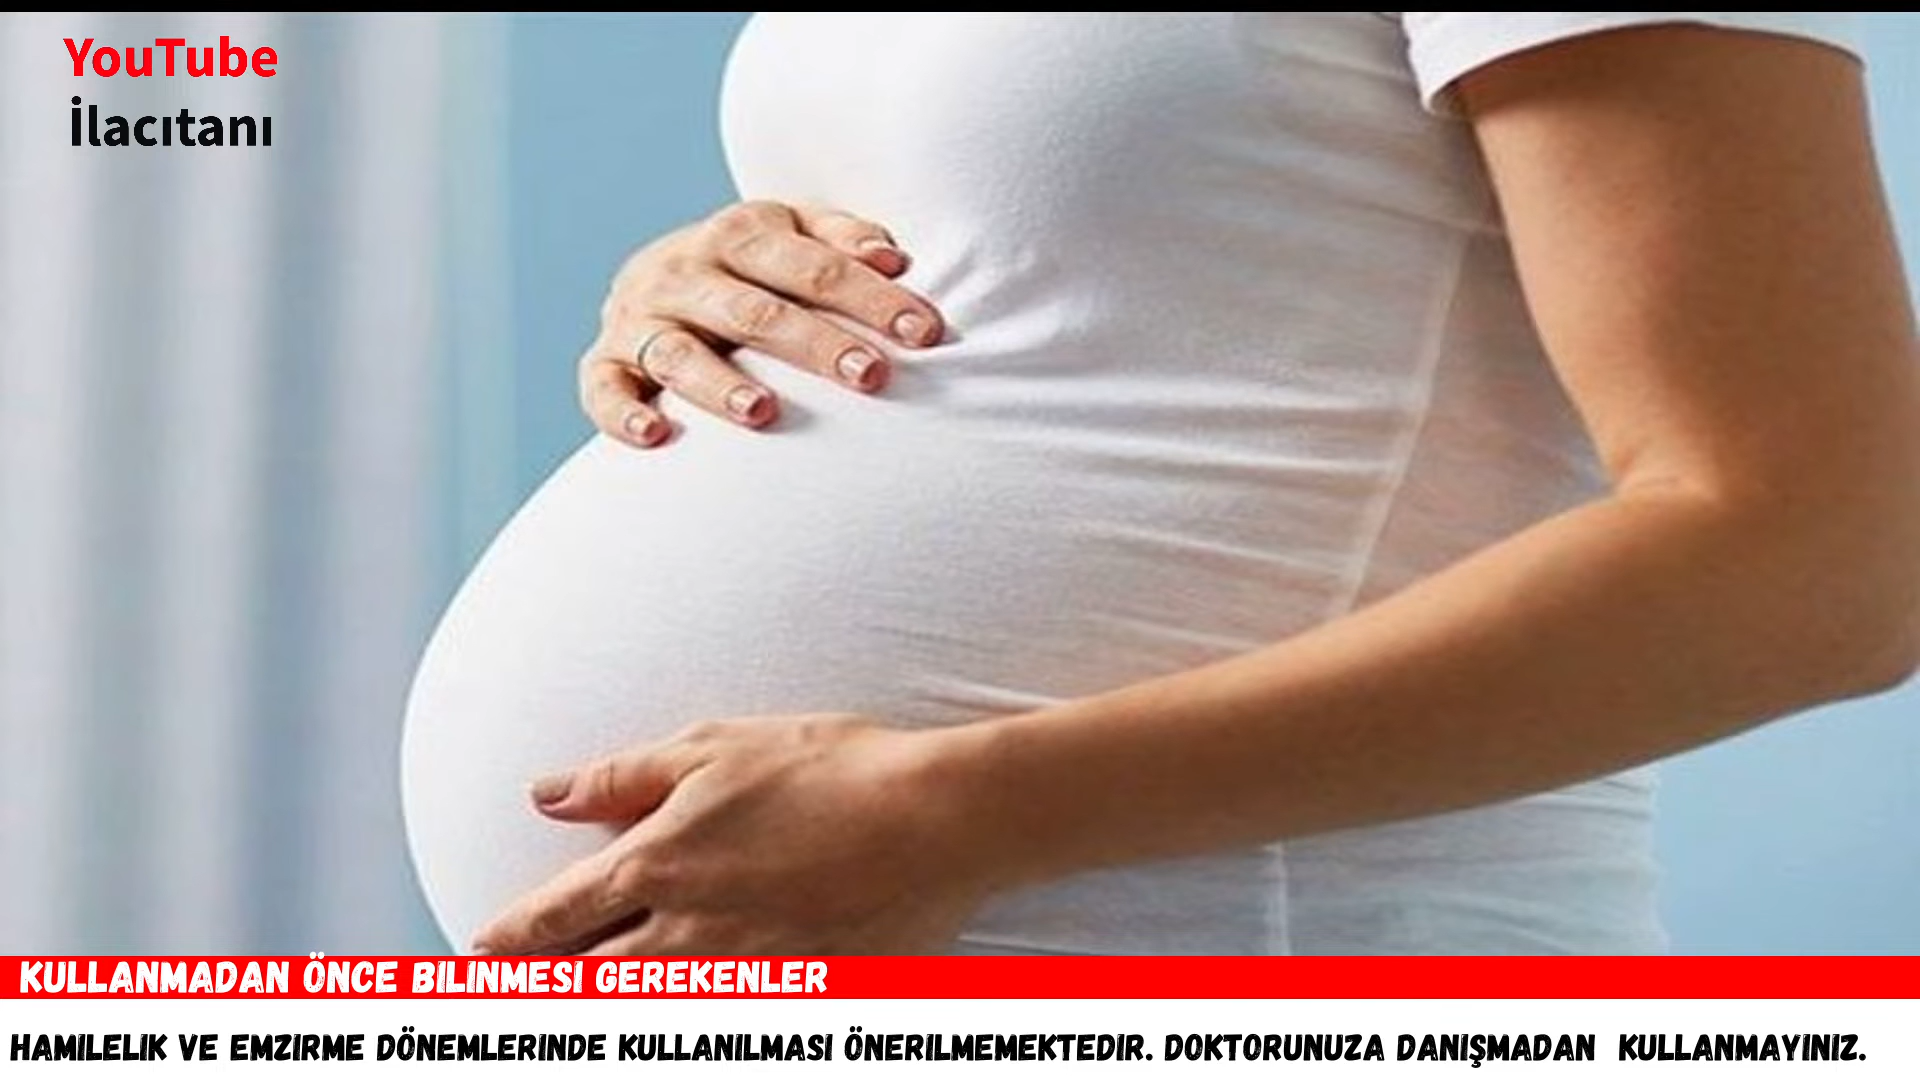 YouTube
İlacıtanı
KULLANMADAN ÖNCE BILINMESI GEREKENLER
HAMILELIK VE EMZIRME DÖNEMLERINDE KULLANILMASI ÖNERILMEMEKTEDIR. DOKTORUNUZA DANIŞMADAN KULLANMAYINIZ.